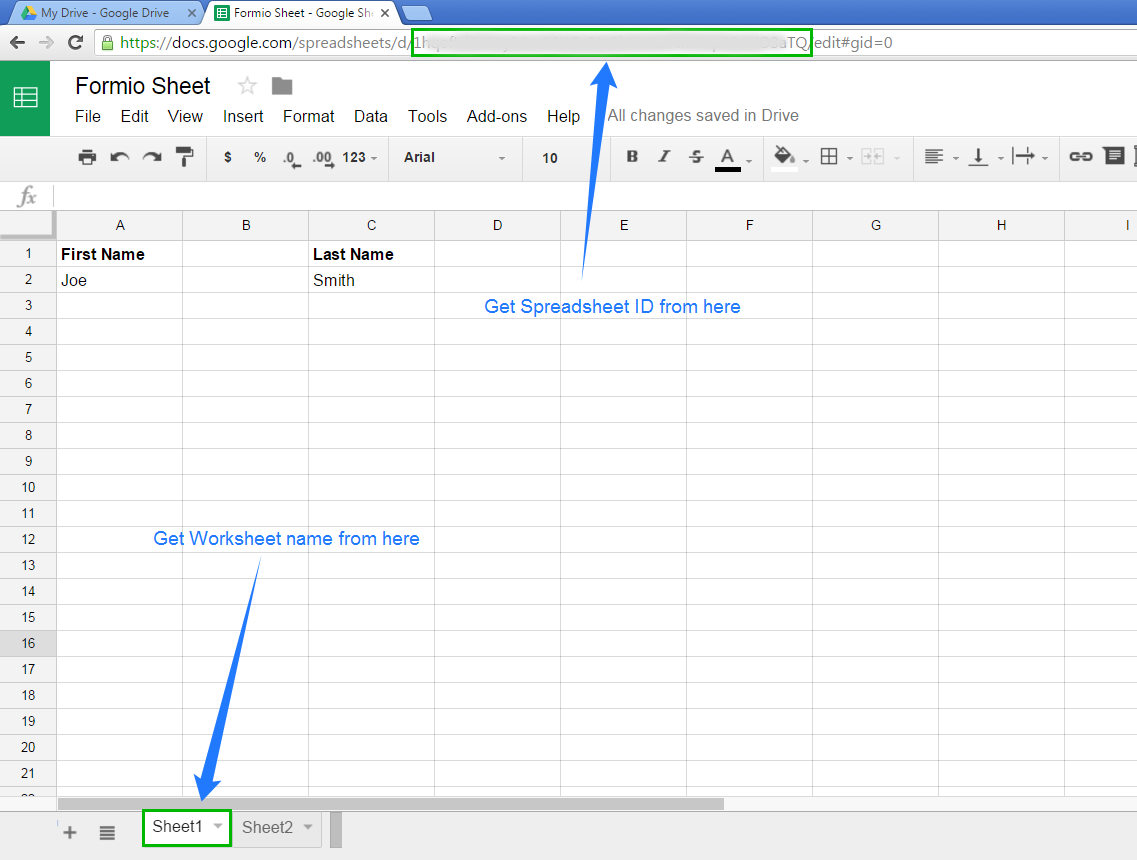 My Drive - Google Drive
Formio Sheet - Google Sh
https://docs.google.com/spreadsheets/d/ /edit#gid=0
Formio Sheet
File Edit View Insert Format Data Tools Add-ons Help All changes saved in Drive
$ % .0 .00 123 Arial 10 B I S A
fx
A B C D E F G H I
1 First Name Last Name
2 Joe Smith
3 Get Spreadsheet ID from here
4
5
6
7
8
9
10
11
12 Get Worksheet name from here
13
14
15
16
17
18
19
20
21
Sheet1 Sheet2